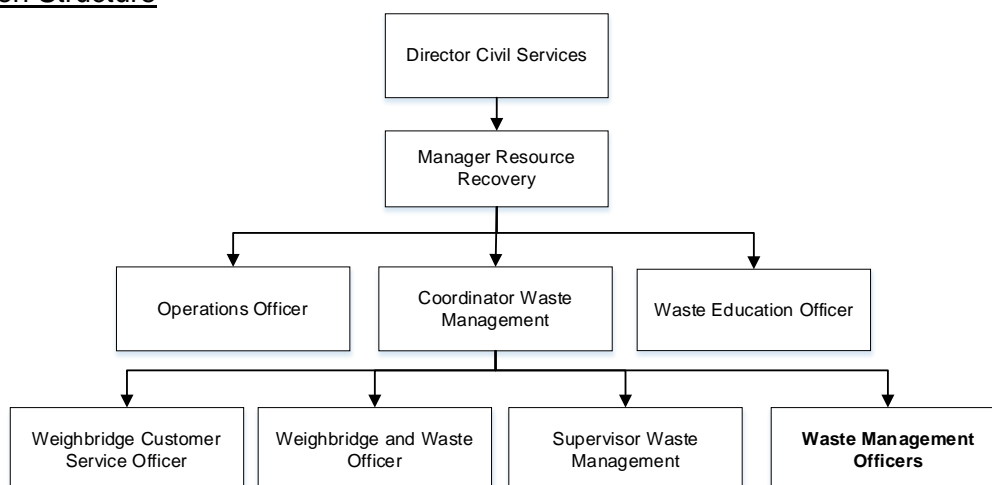 Structure
Director Civil Services
Manager Resource
Recovery
Operations Officer
Coordinator Waste
Management
Waste Education Officer
Weighbridge Customer
Service Officer
Weighbridge and Waste
Officer
Supervisor Waste
Management
Waste Management
Officers